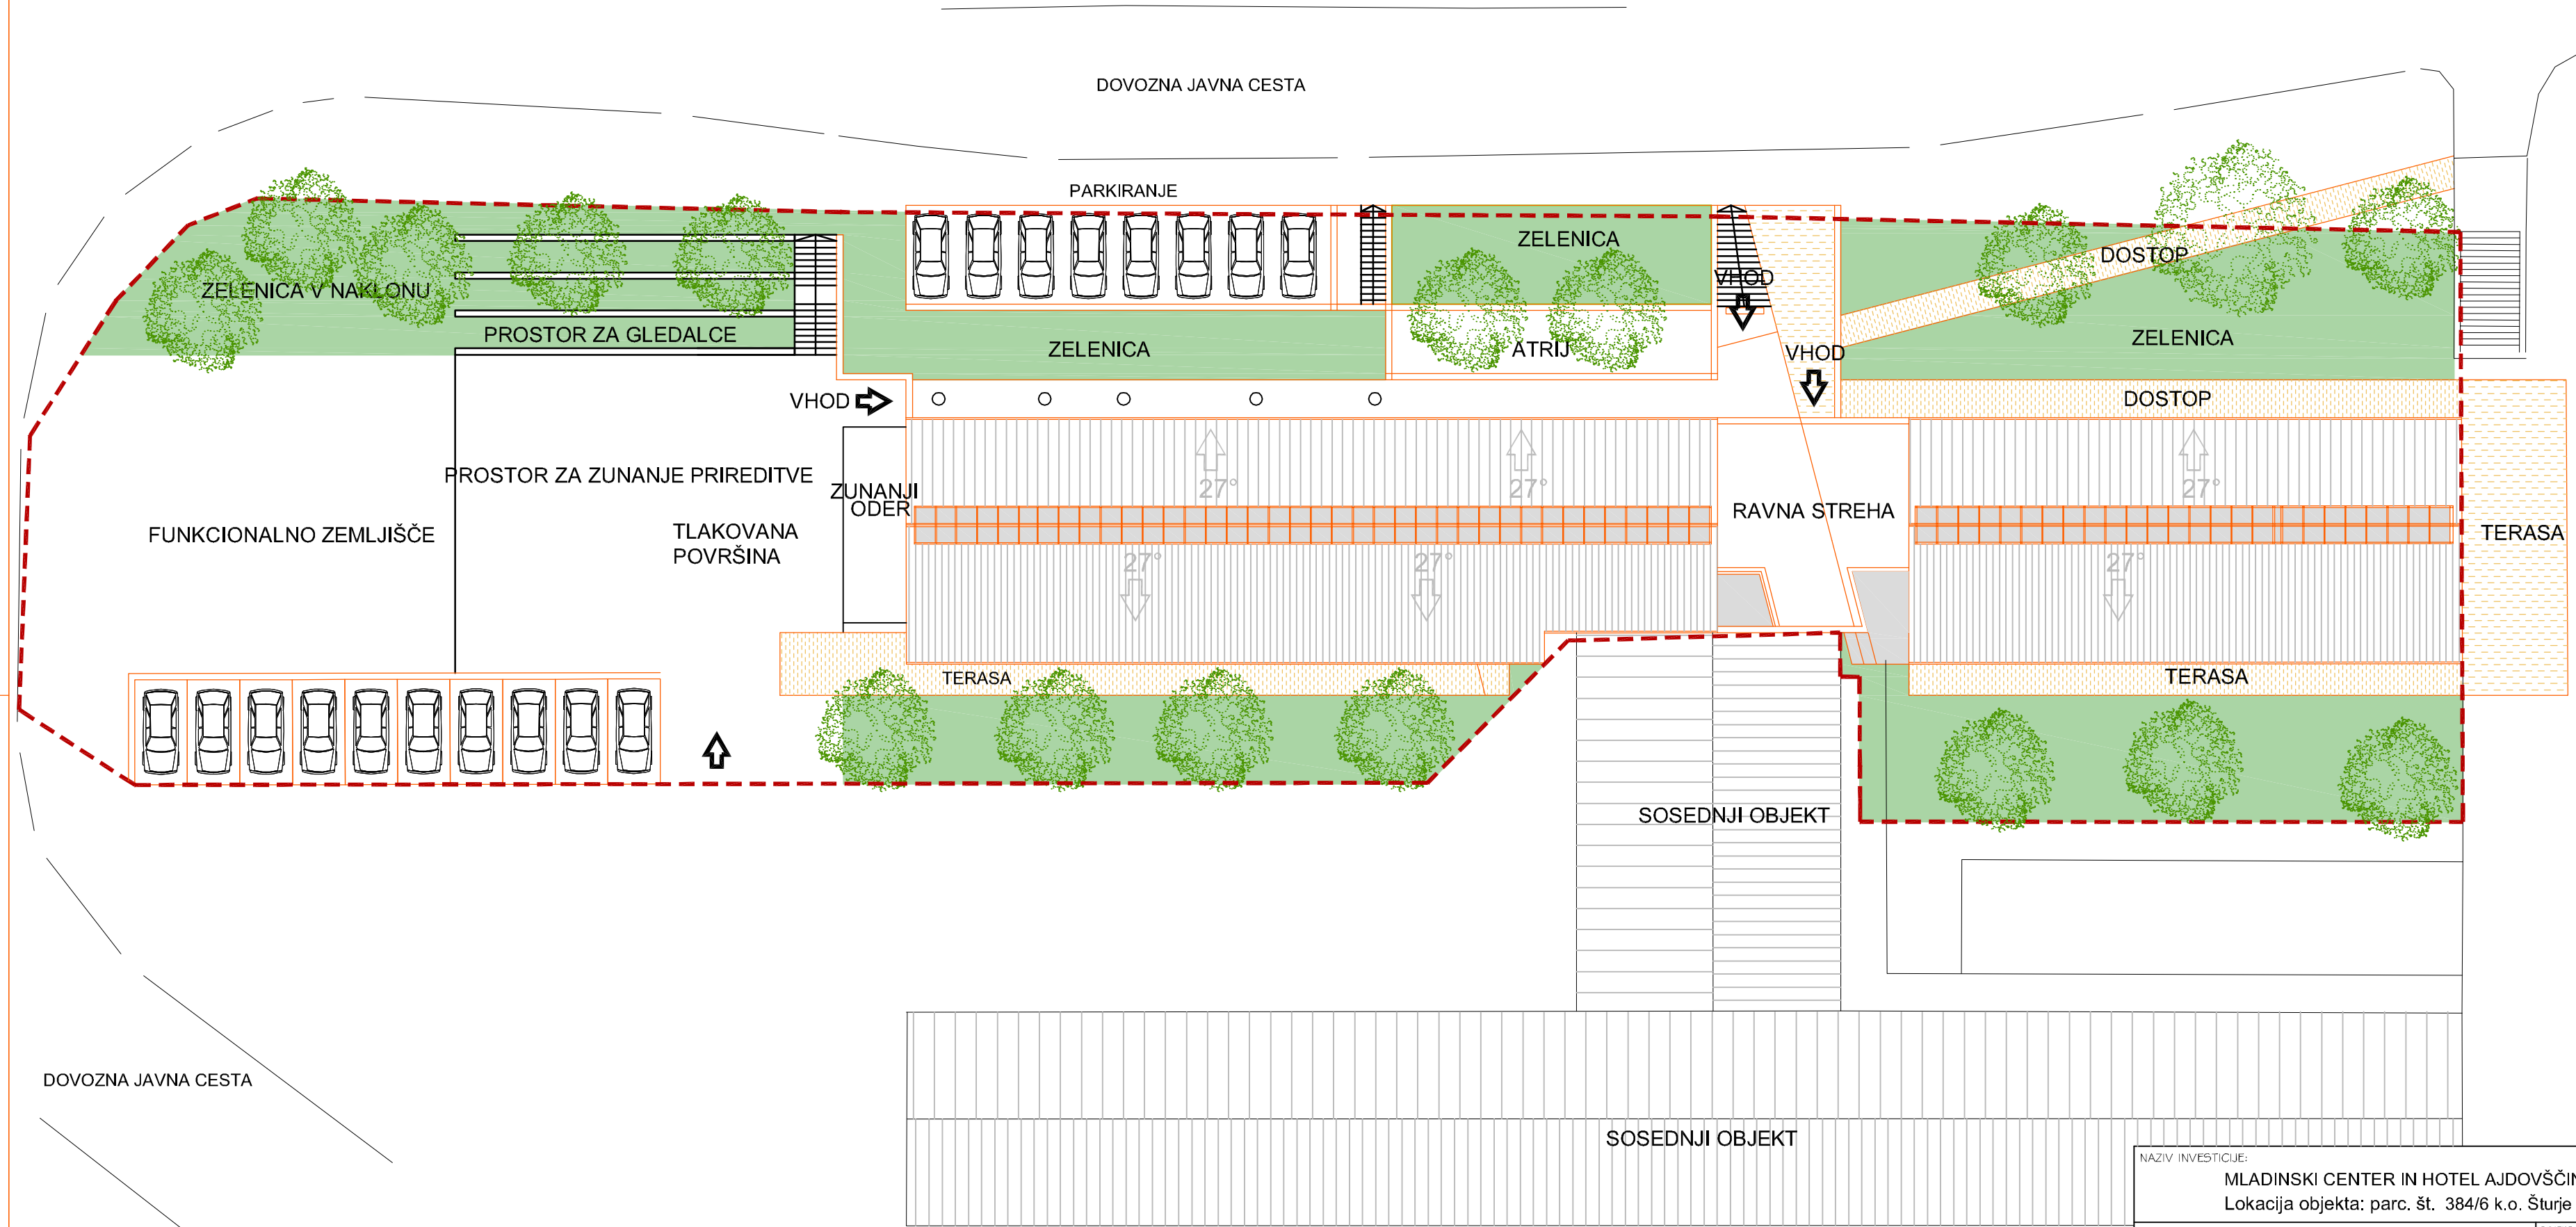 DOVOZNA JAVNA CESTA
PARKIRANJE
ZELENICA
DOSTOP
VHOD
ZELENICA V NAKLONU
PROSTOR ZA GLEDALCE
ZELENICA
ATRIJ
VHOD
ZELENICA
VHOD
DOSTOP
PROSTOR ZA ZUNANJE PRIREDITVE
ZUNANJI
ODER
27°
27°
27°
RAVNA STREHA
FUNKCIONALNO ZEMLJIŠČE
TLAKOVANA
POVRŠINA
27°
27°
27°
TERASA
TERASA
TERASA
SOSEDNJI OBJEKT
DOVOZNA JAVNA CESTA
SOSEDNJI OBJEKT
NAZIV INVESTICIJE:
MLADINSKI CENTER IN HOTEL AJDOVŠČIN
Lokacija objekta: parc. št. 384/6 k.o. Šturje